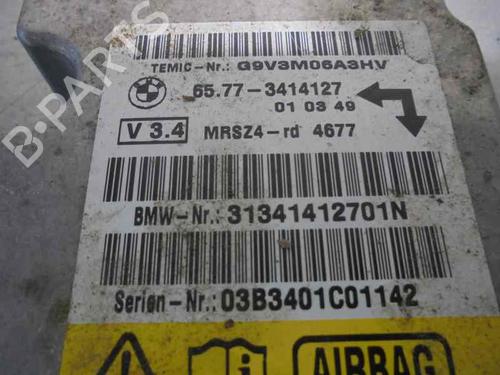 TEMIC-Nr.: G9V3M06A3HV
65.77-3414127
01 03 49
V 3.4
MRSZ4-rd 4677
BMW-Nr.: 31341412701N
Serien-Nr.: 03B3401C01142
AIRBAG
B-PARTS